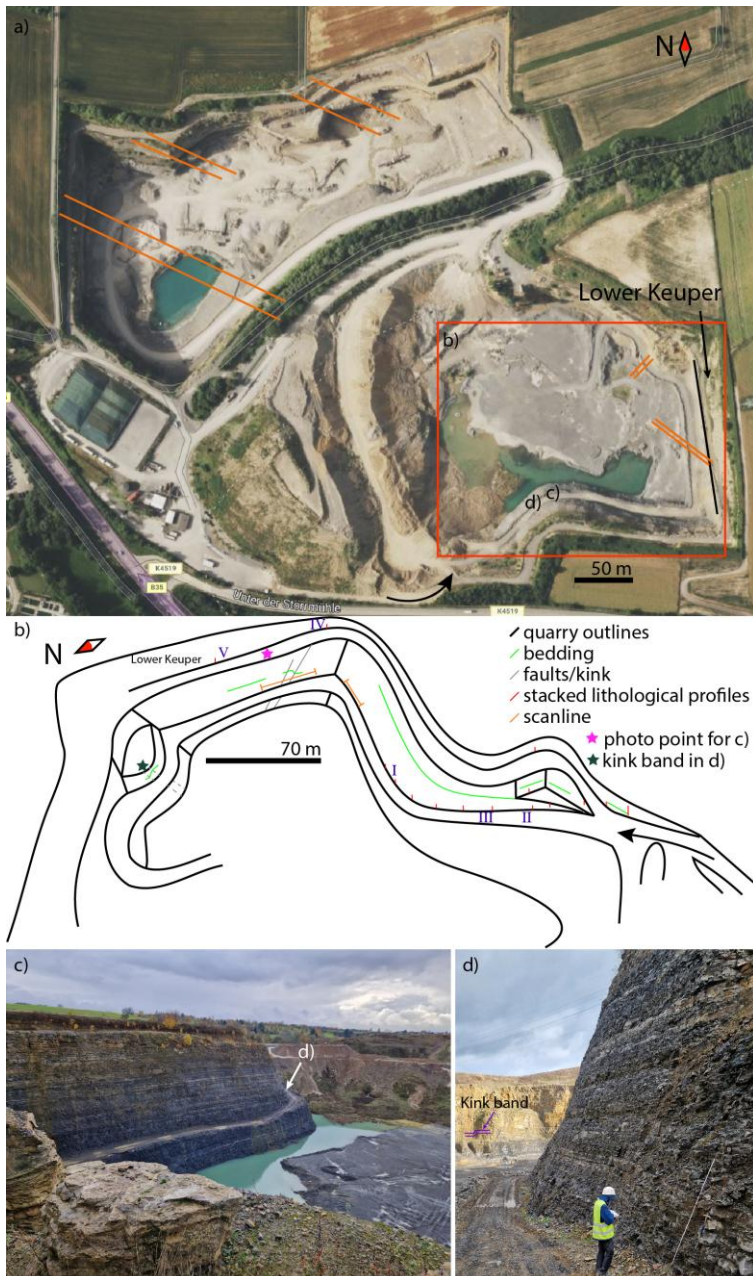 a)
N
Lower Keuper
b)
d)
c)
50 m
K4519
B35
Unter der Storrmühle
K4519
b)
N
Lower Keuper
V
IV
I
III
II
70 m
quarry outlines
bedding
faults/kink
stacked lithological profiles
scanline
photo point for c)
kink band in d)
c)
d)
d)
Kink band